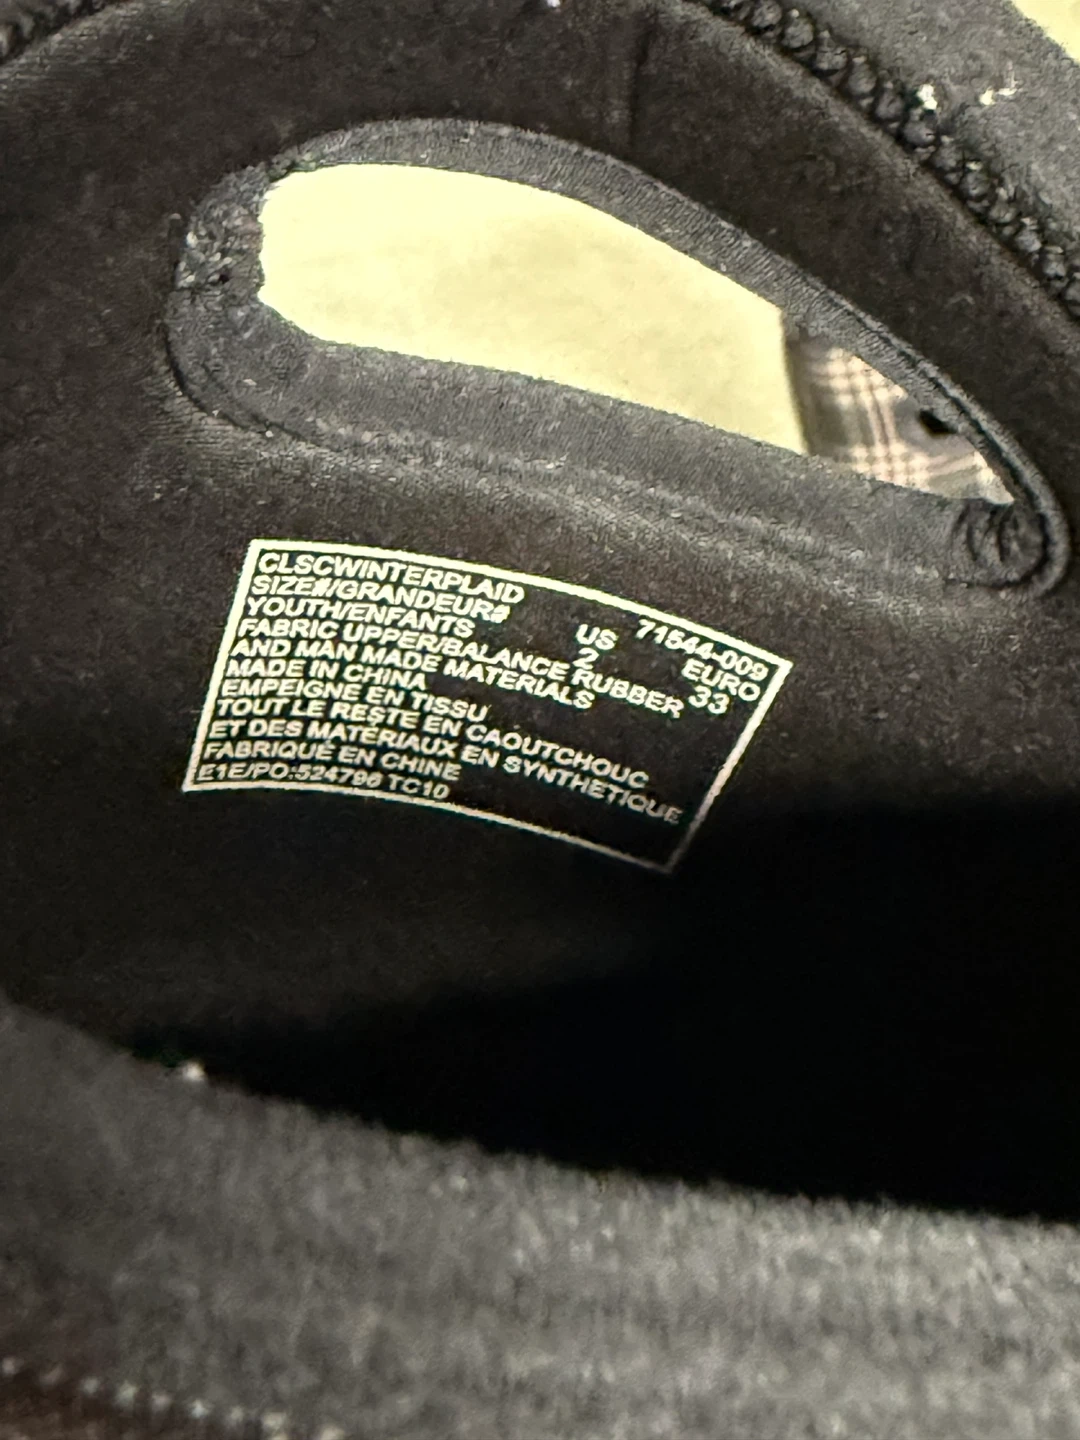 CLSCWINTERPLAID 71544-009
SIZE#/GRANDEUR# US EURO
YOUTH/ENFANTS 2 33
FABRIC UPPER/BALANCE RUBBER
AND MAN MADE MATERIALS
MADE IN CHINA
EMPEIGNE EN TISSU
TOUT LE RESTE EN CAOUTCHOUC
ET DES MATÉRIAUX EN SYNTHETIQUE
FABRIQUÉ EN CHINE
E1E/PO:524796 TC10